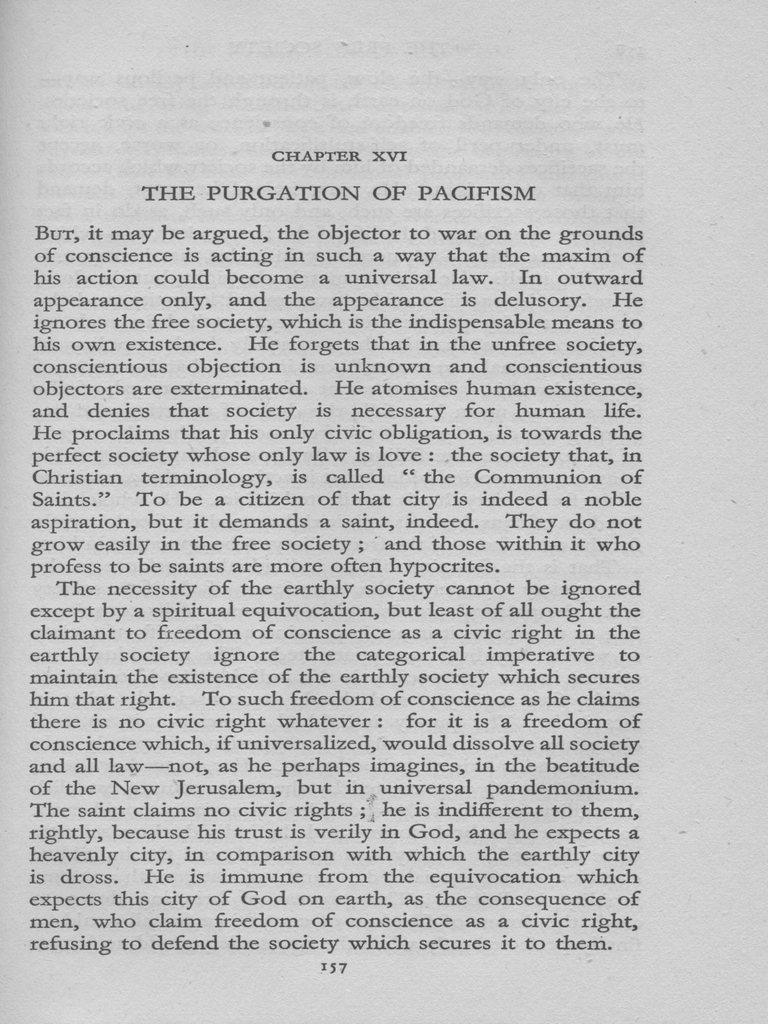 CHAPTER XVI
THE PURGATION OF PACIFISM
BUT, it may be argued, the objector to war on the grounds
of conscience is acting in such a way that the maxim of
his action could become a universal law. In outward
appearance only, and the appearance is delusory. He
ignores the free society, which is the indispensable means to
his own existence. He forgets that in the unfree society,
conscientious objection is unknown and conscientious
objectors are exterminated. He atomises human existence,
and denies that society is necessary for human life.
He proclaims that his only civic obligation, is towards the
perfect society whose only law is love : the society that, in
Christian terminology, is called “ the Communion of
Saints.” To be a citizen of that city is indeed a noble
aspiration, but it demands a saint, indeed. They do not
grow easily in the free society ; and those within it who
profess to be saints are more often hypocrites.
The necessity of the earthly society cannot be ignored
except by a spiritual equivocation, but least of all ought the
claimant to freedom of conscience as a civic right in the
earthly society ignore the categorical imperative to
maintain the existence of the earthly society which secures
him that right. To such freedom of conscience as he claims
there is no civic right whatever : for it is a freedom of
conscience which, if universalized, would dissolve all society
and all law—not, as he perhaps imagines, in the beatitude
of the New Jerusalem, but in universal pandemonium.
The saint claims no civic rights ; he is indifferent to them,
rightly, because his trust is verily in God, and he expects a
heavenly city, in comparison with which the earthly city
is dross. He is immune from the equivocation which
expects this city of God on earth, as the consequence of
men, who claim freedom of conscience as a civic right,
refusing to defend the society which secures it to them.
157